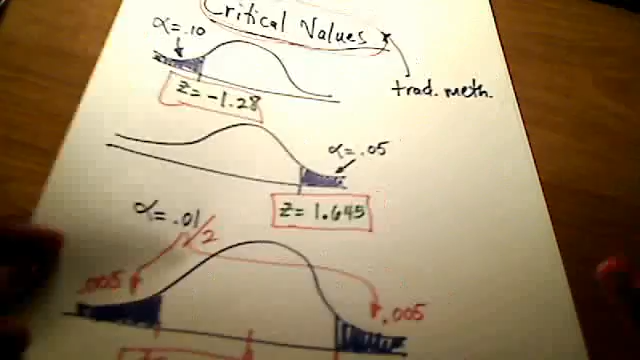 Critical Values
α=.10
trad. meth.
z=-1.28
α=.05
z=1.645
α=.01/2
.005
.005